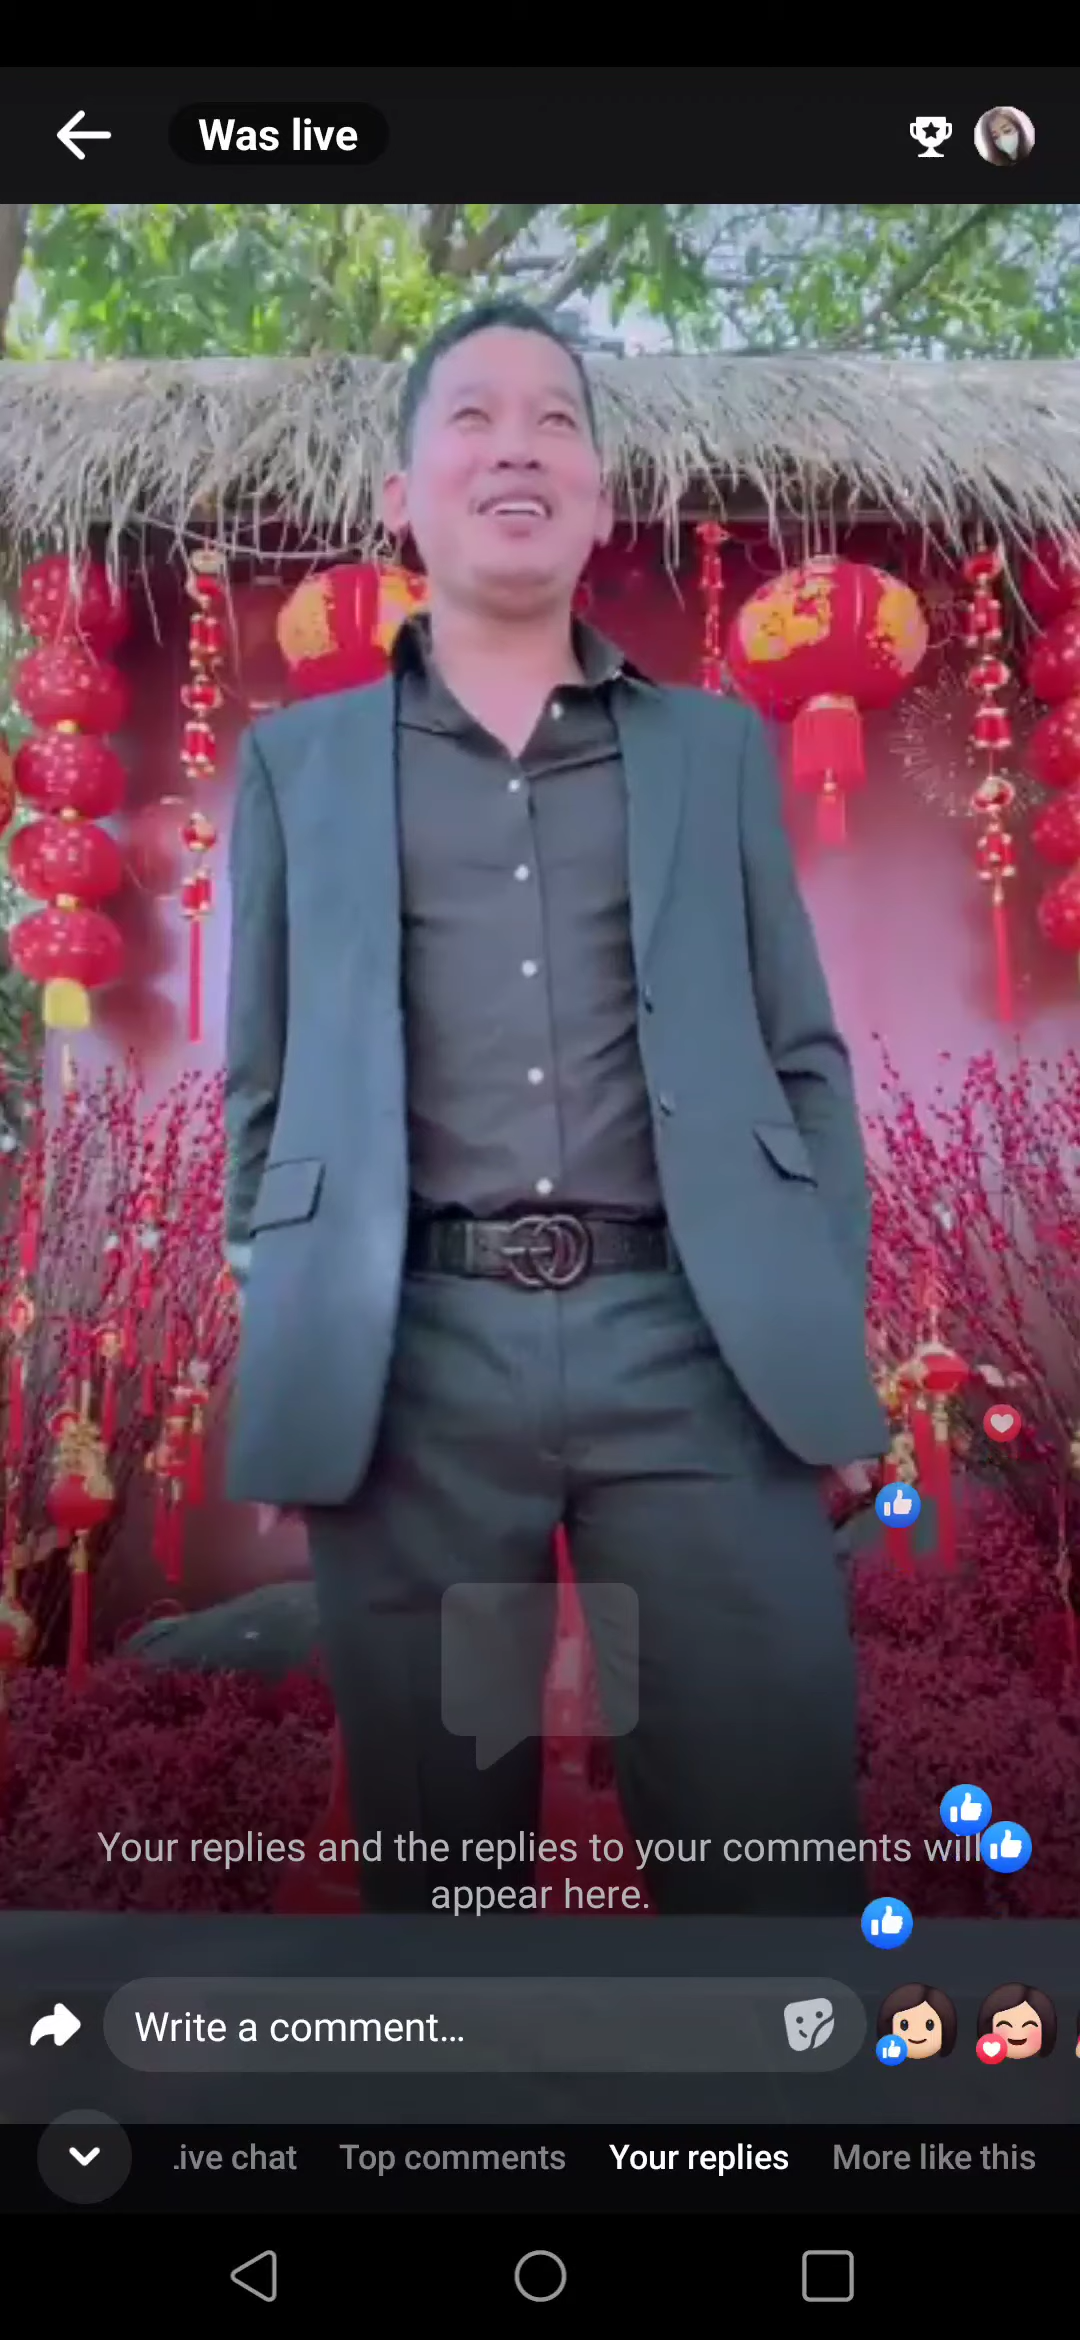 Was live
Your replies and the replies to your comments will
appear here.
Write a comment...
.ive chat Top comments Your replies More like this